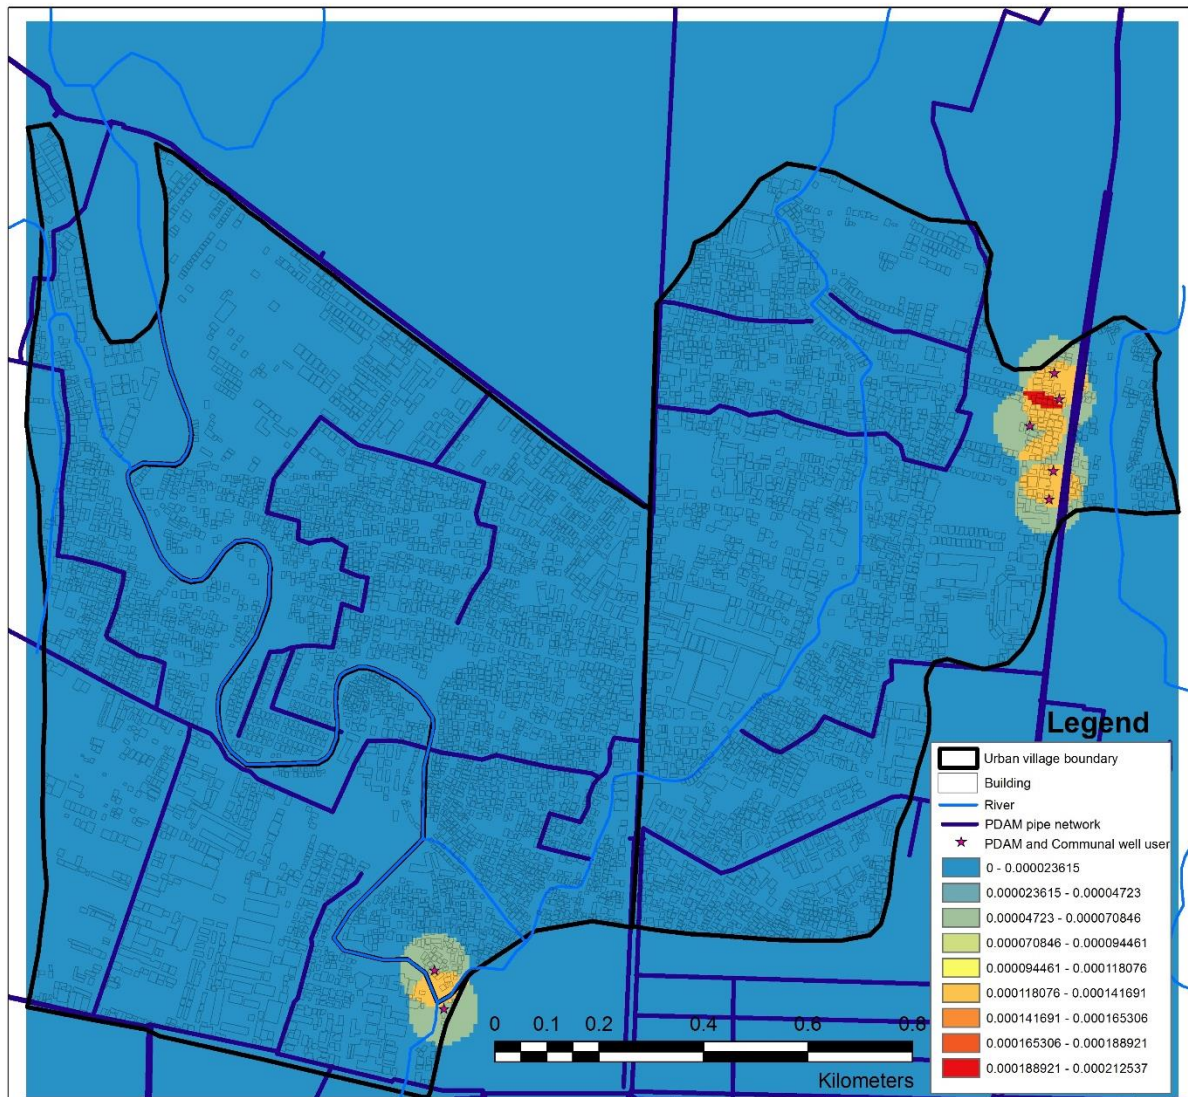 Legend
Urban village boundary
Building
River
PDAM pipe network
PDAM and Communal well user
0 - 0.000023615
0.000023615 - 0.00004723
0.00004723 - 0.000070846
0.000070846 - 0.000094461
0.000094461 - 0.000118076
0.000118076 - 0.000141691
0.000141691 - 0.000165306
0.000165306 - 0.000188921
0.000188921 - 0.000212537
0 0.1 0.2 0.4 0.6 0.8
Kilometers